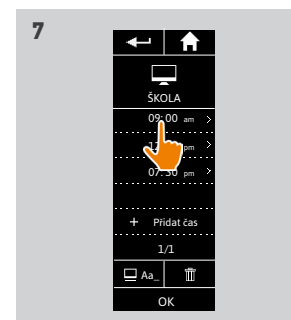 7
ŠKOLA
09:00 am >
pm >
07:30 pm >
+ Přidat čas
1/1
Aa_
OK